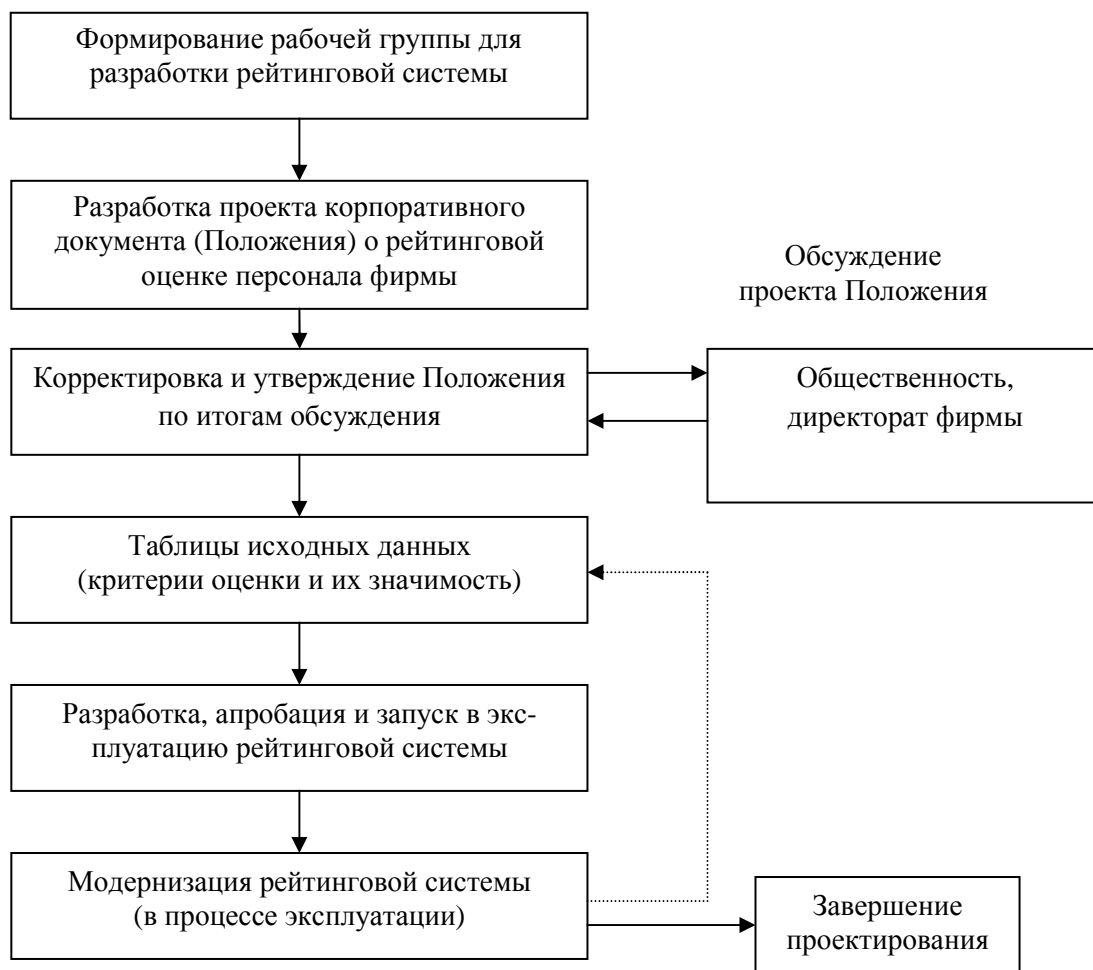 Формирование рабочей группы для
разработки рейтинговой системы
Разработка проекта корпоративного
документа (Положения) о рейтинговой
оценке персонала фирмы
Обсуждение
проекта Положения
Корректировка и утверждение Положения
по итогам обсуждения
Общественность,
директорат фирмы
Таблицы исходных данных
(критерии оценки и их значимость)
Разработка, апробация и запуск в экс-
плуатацию рейтинговой системы
Модернизация рейтинговой системы
(в процессе эксплуатации)
Завершение
проектирования